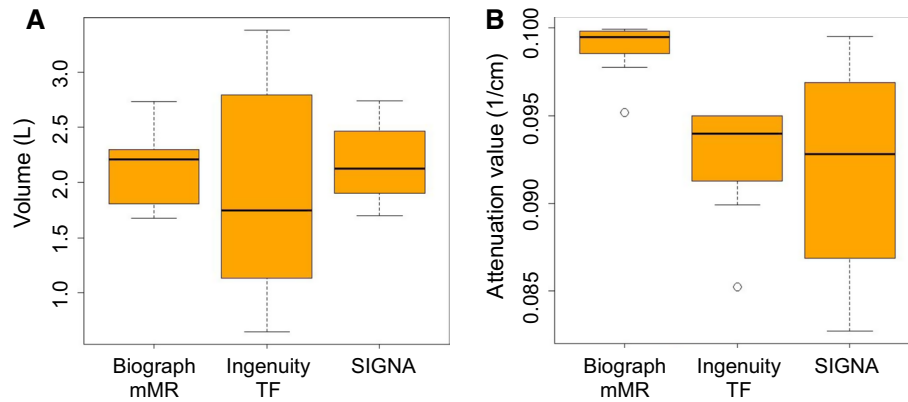 A
Volume (L)
3.0
2.5
2.0
1.5
1.0
Biograph
mMR
Ingenuity
TF
SIGNA
B
Attenuation value (1/cm)
0.100
0.095
0.090
0.085
Biograph
mMR
Ingenuity
TF
SIGNA